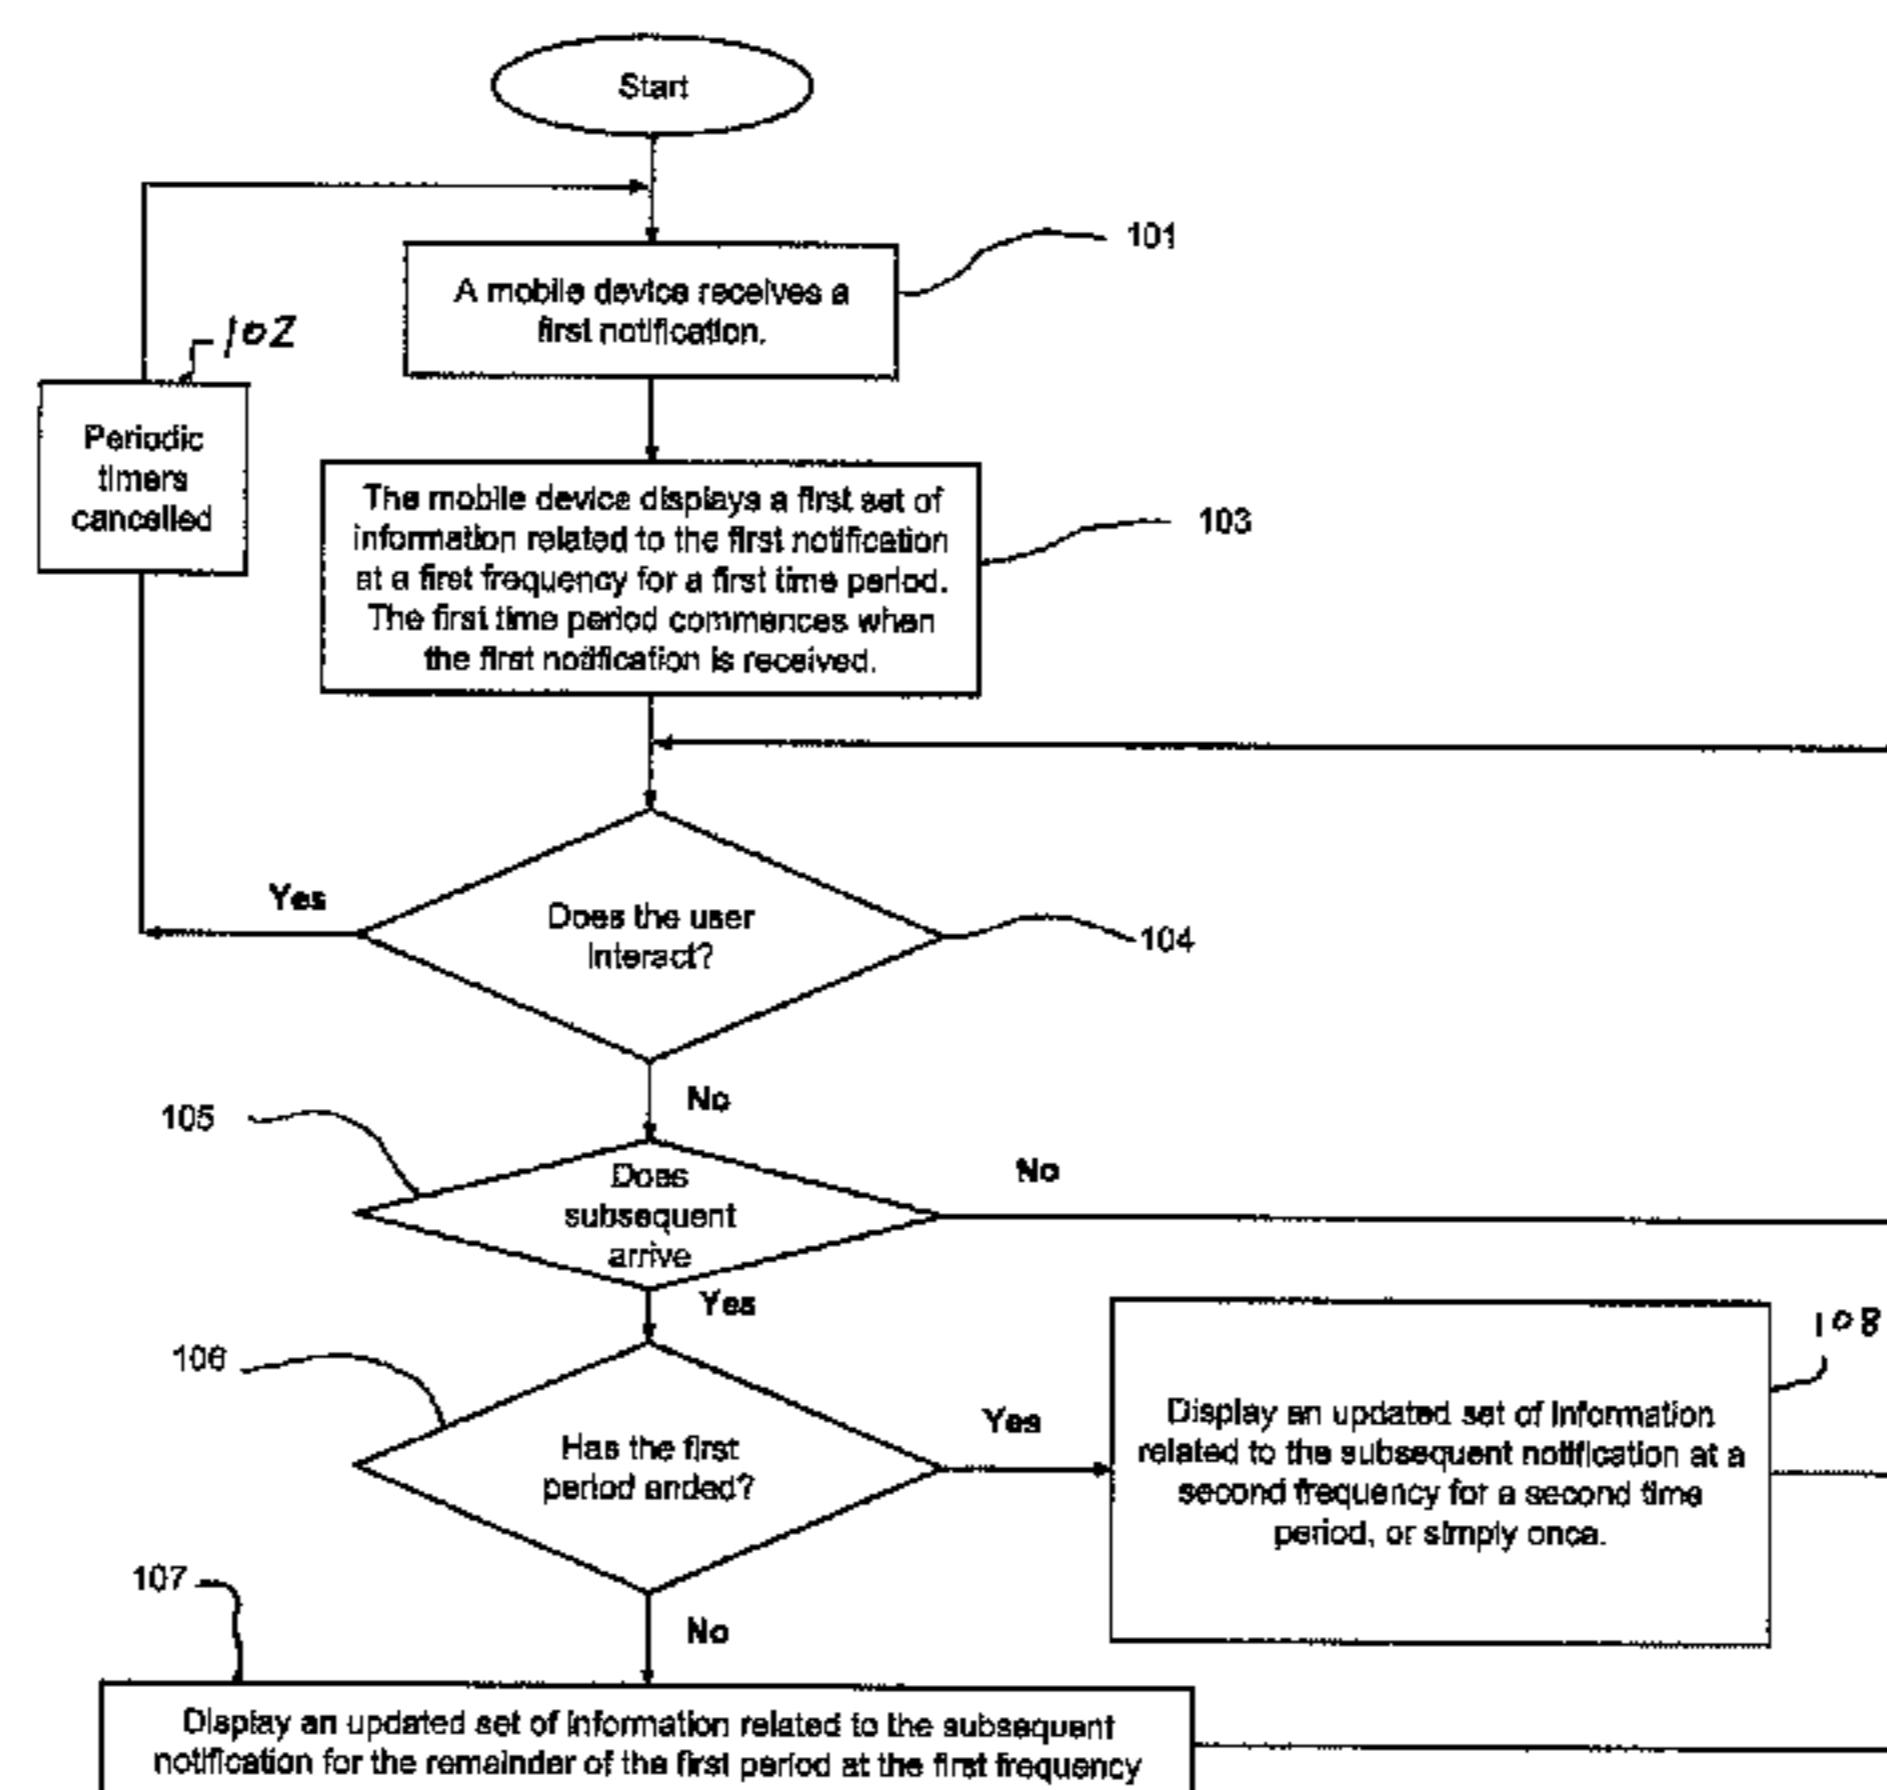 Start
101
A mobile device receives a
first notification.
102
Periodic
timers
cancelled
The mobile device displays a first set of
information related to the first notification
at a first frequency for a first time period.
The first time period commences when
the first notification is received.
103
Yes
Does the user
interact?
104
No
105
Does
subsequent
arrive
No
Yes
106
Has the first
period ended?
Yes
108
Display an updated set of information
related to the subsequent notification at a
second frequency for a second time
period, or simply once.
107
No
Display an updated set of information related to the subsequent
notification for the remainder of the first period at the first frequency